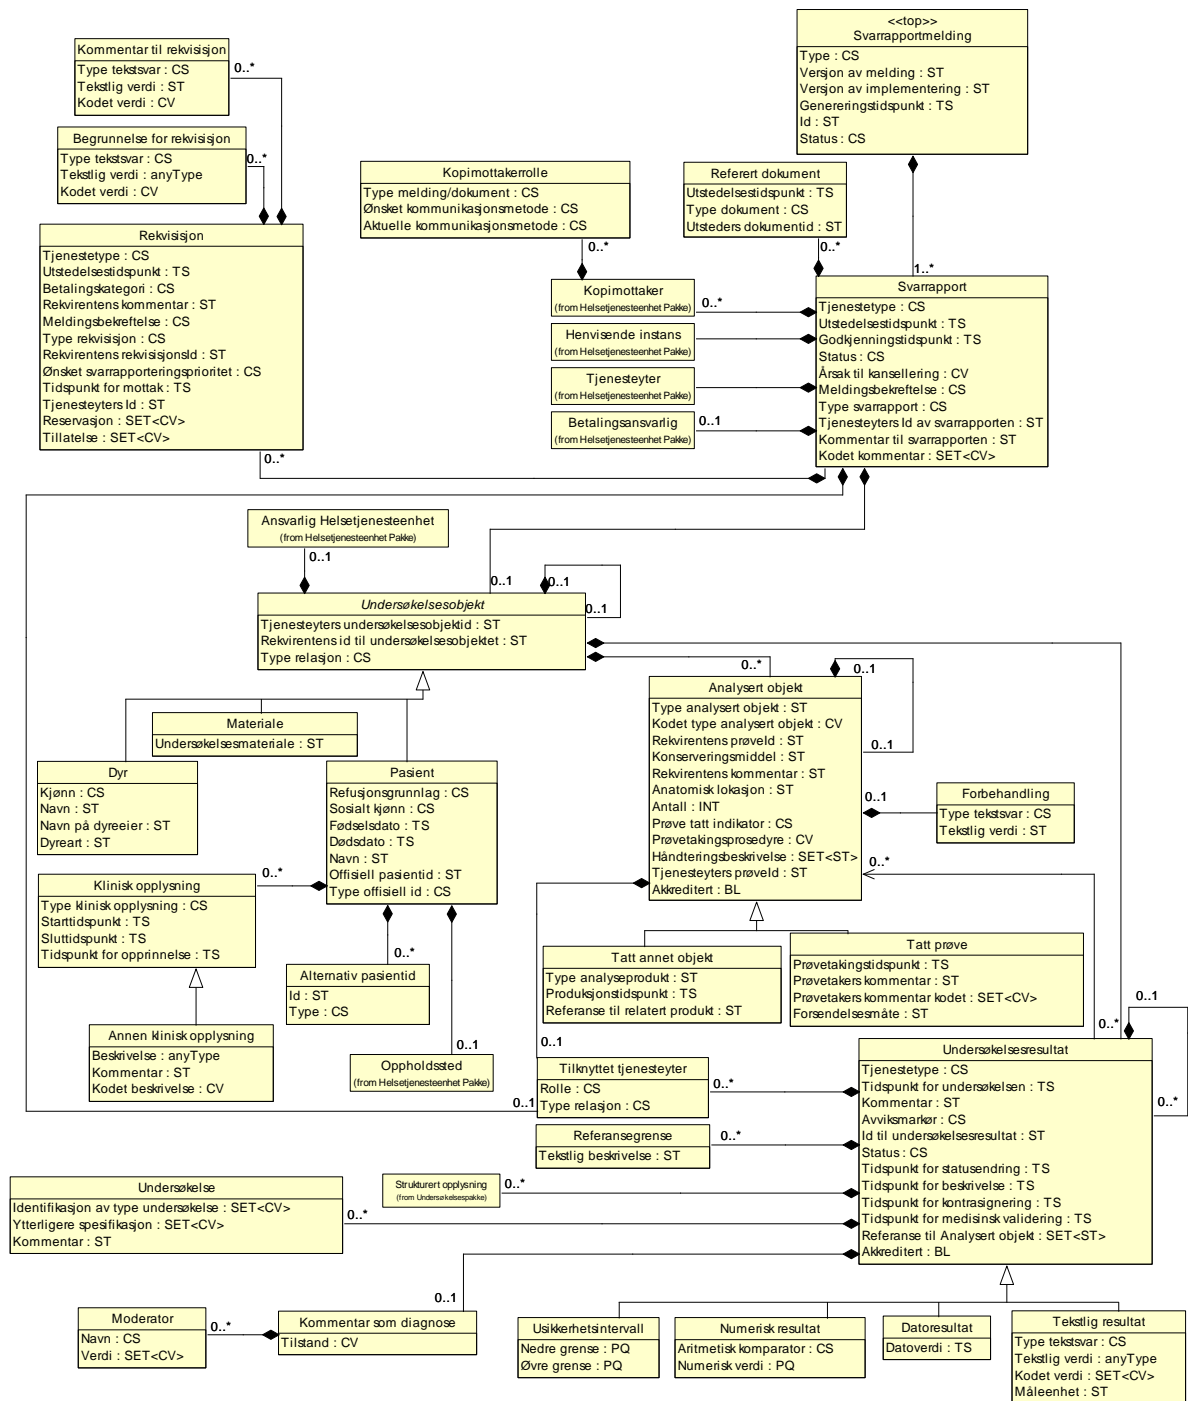 <<top>>
Svarrapportmelding
Type : CS
Versjon av melding : ST
Versjon av implementering : ST
Genereringstidspunkt : TS
Id : ST
Status : CS
1..*
Kommentar til rekvisisjon
Type tekstsvar : CS
Tekstlig verdi : ST
Kodet verdi : CV
0..*
Begrunnelse for rekvisisjon
Type tekstsvar : CS
Tekstlig verdi : anyType
Kodet verdi : CV
0..*
Kopimottakerrolle
Type melding/dokument : CS
Ønsket kommunikasjonsmetode : CS
Aktuelle kommunikasjonsmetode : CS
0..*
Referert dokument
Utstedelsestidspunkt : TS
Type dokument : CS
Utsteders dokumentid : ST
0..*
Rekvisisjon
Tjenestetype : CS
Utstedelsestidspunkt : TS
Betalingskategori : CS
Rekvirentens kommentar : ST
Meldingsbekreftelse : CS
Type rekvisisjon : CS
Rekvirentens rekvisisjonsId : ST
Ønsket svarrapporteringsprioritet : CS
Tidspunkt for mottak : TS
Tjenesteyters Id : ST
Reservasjon : SET<CV>
Tillatelse : SET<CV>
0..*
Kopimottaker
(from Helsetjenesteenhet Pakke)
0..*
Henvisende instans
(from Helsetjenesteenhet Pakke)
Tjenesteyter
(from Helsetjenesteenhet Pakke)
Betalingsansvarlig
(from Helsetjenesteenhet Pakke)
0..1
Svarrapport
Tjenestetype : CS
Utstedelsestidspunkt : TS
Godkjenningstidspunkt : TS
Status : CS
Årsak til kansellering : CV
Meldingsbekreftelse : CS
Type svarrapport : CS
Tjenesteyters Id av svarrapporten : ST
Kommentar til svarrapporten : ST
Kodet kommentar : SET<CV>
Ansvarlig Helsetjenesteenhet
(from Helsetjenesteenhet Pakke)
0..1
0..1
0..1
0..1
Undersøkelsesobjekt
Tjenesteyters undersøkelsesobjektid : ST
Rekvirentens id til undersøkelsesobjektet : ST
Type relasjon : CS
0..*
Materiale
Undersøkelsesmateriale : ST
Dyr
Kjønn : CS
Navn : ST
Navn på dyreeier : ST
Dyreart : ST
Pasient
Refusjonsgrunnlag : CS
Sosialt kjønn : CS
Fødselsdato : TS
Dødsdato : TS
Navn : ST
Offisiell pasientid : ST
Type offisiell id : CS
Analysert objekt
Type analysert objekt : ST
Kodet type analysert objekt : CV
Rekvirentens prøveId : ST
Konserveringsmiddel : ST
Rekvirentens kommentar : ST
Anatomisk lokasjon : ST
Antall : INT
Prøve tatt indikator : CS
Prøvetakingsprosedyre : CV
Håndteringsbeskrivelse : SET<ST>
Tjenesteyters prøveId : ST
Akkreditert : BL
0..1
0..1
0..1
0..*
Forbehandling
Type tekstsvar : CS
Tekstlig verdi : ST
Klinisk opplysning
Type klinisk opplysning : CS
Starttidspunkt : TS
Sluttidspunkt : TS
Tidspunkt for opprinnelse : TS
0..*
Alternativ pasientid
Id : ST
Type : CS
0..*
Annen klinisk opplysning
Beskrivelse : anyType
Kommentar : ST
Kodet beskrivelse : CV
Oppholdssted
(from Helsetjenesteenhet Pakke)
0..1
Tatt annet objekt
Type analyseprodukt : ST
Produksjonstidspunkt : TS
Referanse til relatert produkt : ST
Tatt prøve
Prøvetakingstidspunkt : TS
Prøvetakers kommentar : ST
Prøvetakers kommentar kodet : SET<CV>
Forsendelsesmåte : ST
0..1
0..*
0..1
0..*
Tilknyttet tjenesteyter
Rolle : CS
Type relasjon : CS
0..1
0..*
Referansegrense
Tekstlig beskrivelse : ST
0..*
Strukturert opplysning
(from Undersøkelsespakke)
0..*
Undersøkelsesresultat
Tjenestetype : CS
Tidspunkt for undersøkelsen : TS
Kommentar : ST
Avviksmarkør : CS
Id til undersøkelsesresultat : ST
Status : CS
Tidspunkt for statusendring : TS
Tidspunkt for beskrivelse : TS
Tidspunkt for kontrasignering : TS
Tidspunkt for medisinsk validering : TS
Referanse til Analysert objekt : SET<ST>
Akkreditert : BL
Undersøkelse
Identifikasjon av type undersøkelse : SET<CV>
Ytterligere spesifikasjon : SET<CV>
Kommentar : ST
0..*
Moderator
Navn : CS
Verdi : SET<CV>
0..*
Kommentar som diagnose
Tilstand : CV
0..1
Usikkerhetsintervall
Nedre grense : PQ
Øvre grense : PQ
Numerisk resultat
Aritmetisk komparator : CS
Numerisk verdi : PQ
Datoresultat
Datoverdi : TS
Tekstlig resultat
Type tekstsvar : CS
Tekstlig verdi : anyType
Kodet verdi : SET<CV>
Måleenhet : ST